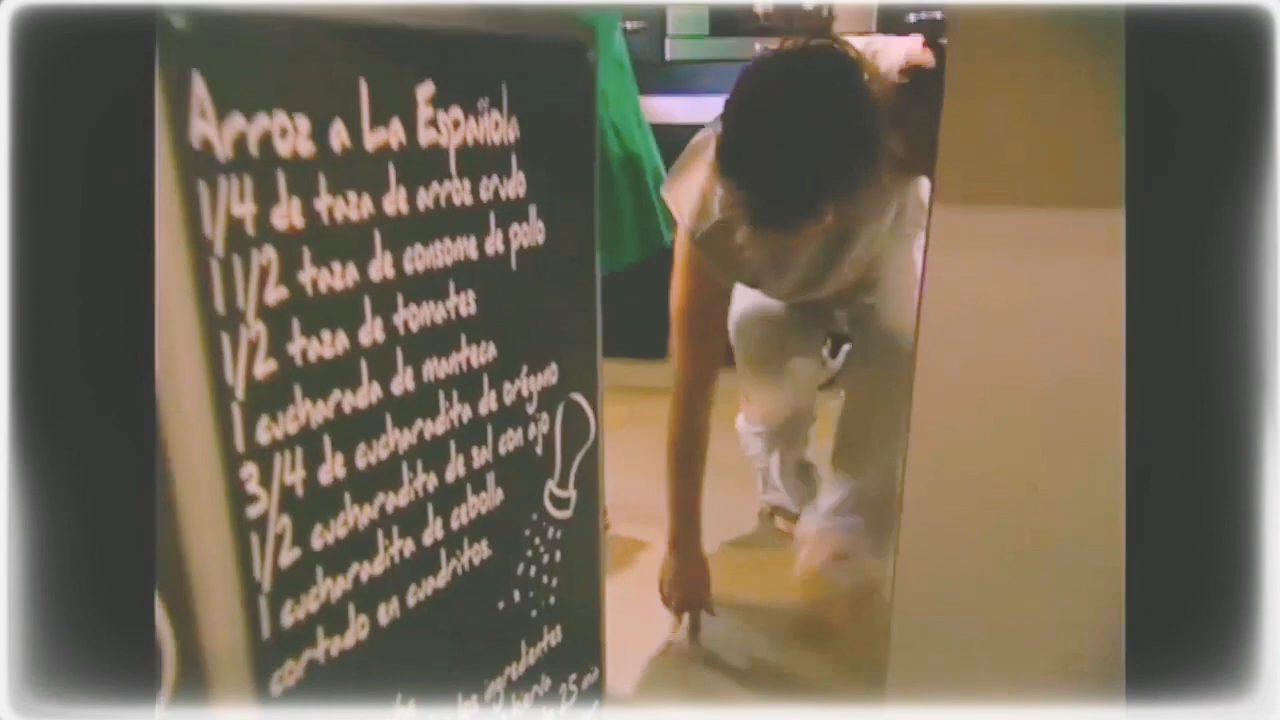 Arroz a La Española
1/4 de taza de arroz crudo
1 1/2 taza de consome de pollo
1/2 taza de tomates
1 cucharada de manteca
3/4 de cucharadita de orégano
1/2 cucharadita de sal con ajo
1 cucharadita de cebolla
cortado en cuadritos.
ingredientes
25